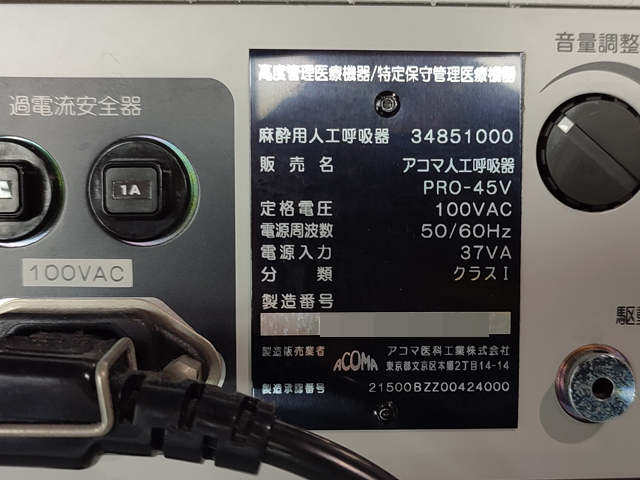 音量調整
過電流安全器
1A
100VAC
高度管理医療機器/特定保守管理医療機器
麻酔用人工呼吸器 34851000
販売名 アコマ人工呼吸器
PRO-45V
定格電圧 100VAC
電源周波数 50/60Hz
電源入力 37VA
分類 クラスI
製造番号
製造販売業者 ACOMA アコマ医科工業株式会社
東京都文京区本郷2丁目14-14
製造承認番号 21500BZZ00424000
駆動